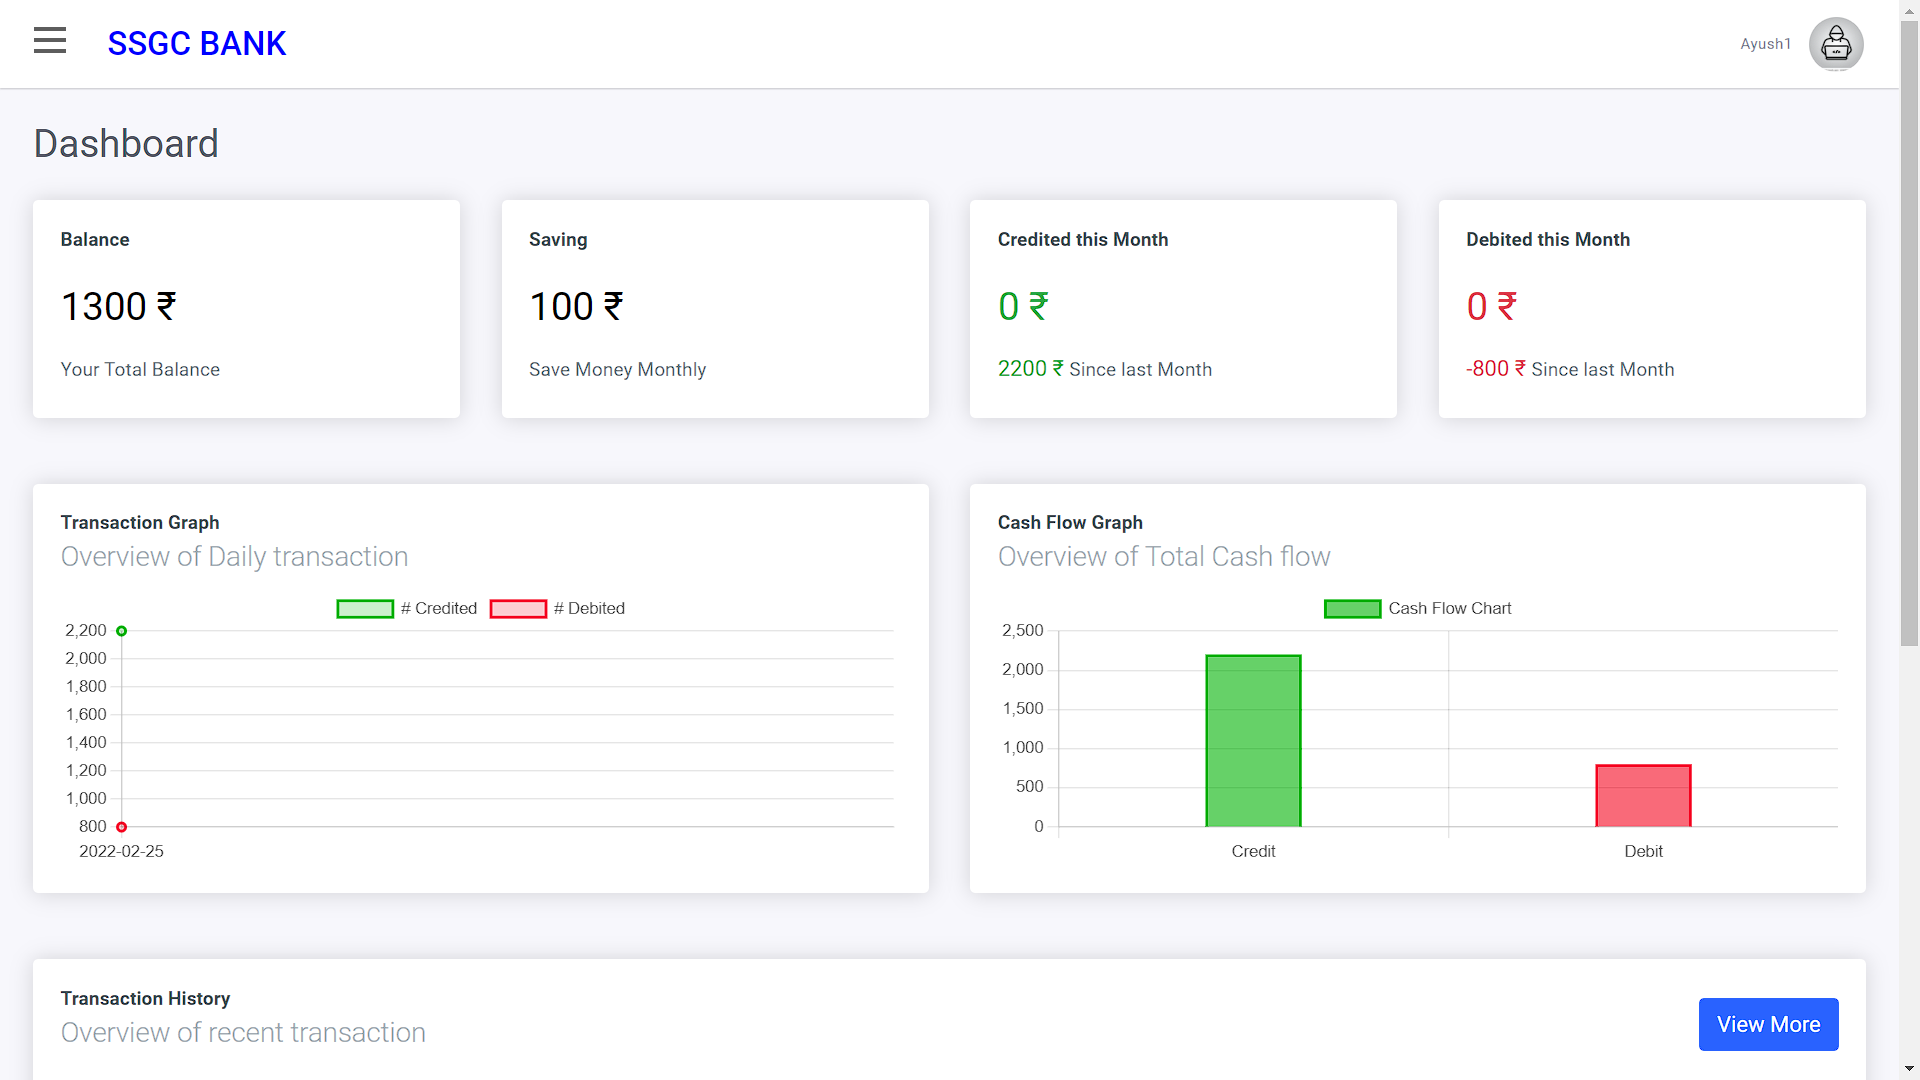 SSGC BANK
Ayush1
Dashboard
Balance
1300 ₹
Your Total Balance
Saving
100 ₹
Save Money Monthly
Credited this Month
0 ₹
2200 ₹ Since last Month
Debited this Month
0 ₹
-800 ₹ Since last Month
Transaction Graph
Overview of Daily transaction
# Credited # Debited
2,200
2,000
1,800
1,600
1,400
1,200
1,000
800
2022-02-25
Cash Flow Graph
Overview of Total Cash flow
Cash Flow Chart
2,500
2,000
1,500
1,000
500
0
Credit Debit
Transaction History
Overview of recent transaction
View More